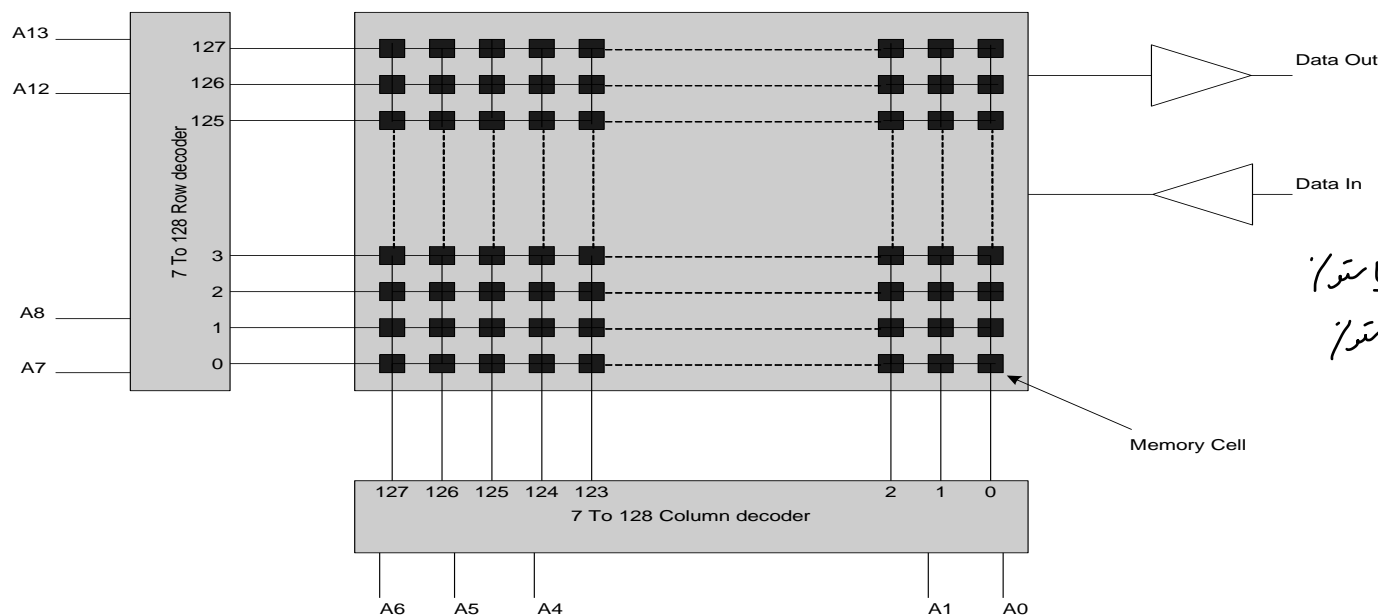 A13
A12
A8
A7
7 To 128 Row decoder
127
126
125
3
2
1
0
Data Out
Data In
Memory Cell
127 126 125 124 123 2 1 0
7 To 128 Column decoder
A6 A5 A4 A1 A0